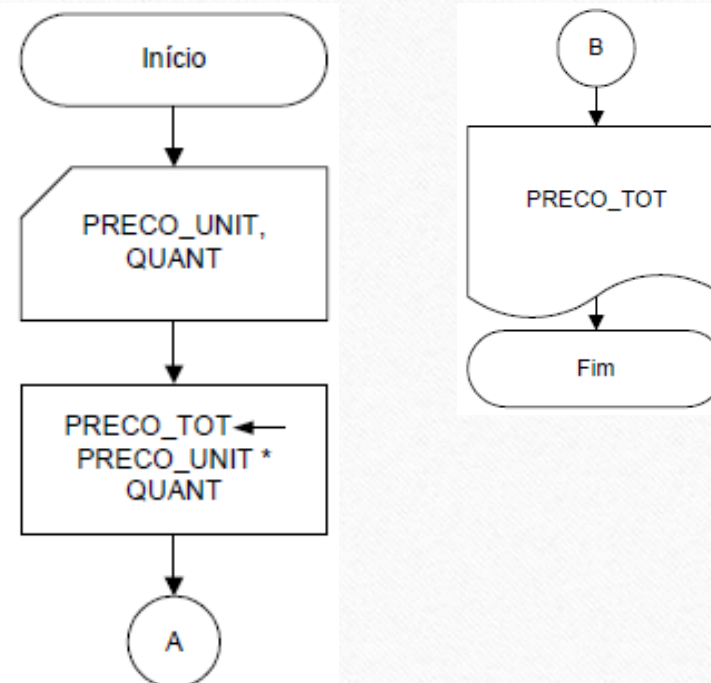 Início
PRECO_UNIT,
QUANT
PRECO_TOT
PRECO_UNIT *
QUANT
A
B
PRECO_TOT
Fim